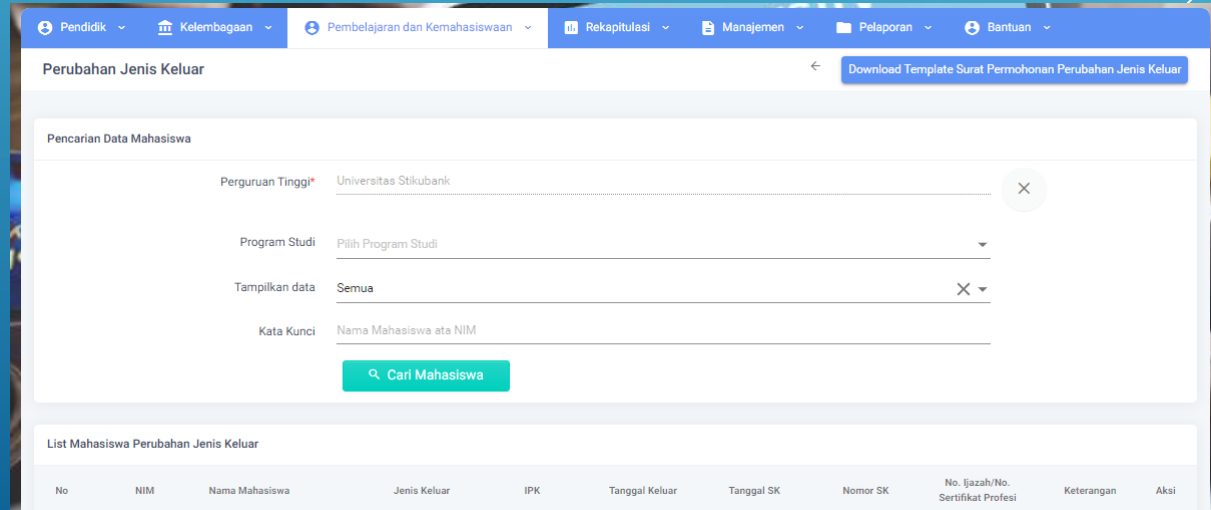 Pendidik Kelembagaan Pembelajaran dan Kemahasiswaan Rekapitulasi Manajemen Pelaporan Bantuan
Perubahan Jenis Keluar Download Template Surat Permohonan Perubahan Jenis Keluar
Pencarian Data Mahasiswa
Perguruan Tinggi* Universitas Stikubank
Program Studi Pilih Program Studi
Tampilkan data Semua
Kata Kunci Nama Mahasiswa ata NIM
Cari Mahasiswa
List Mahasiswa Perubahan Jenis Keluar
No NIM Nama Mahasiswa Jenis Keluar IPK Tanggal Keluar Tanggal SK Nomor SK No. Ijazah/No. Sertifikat Profesi Keterangan Aksi